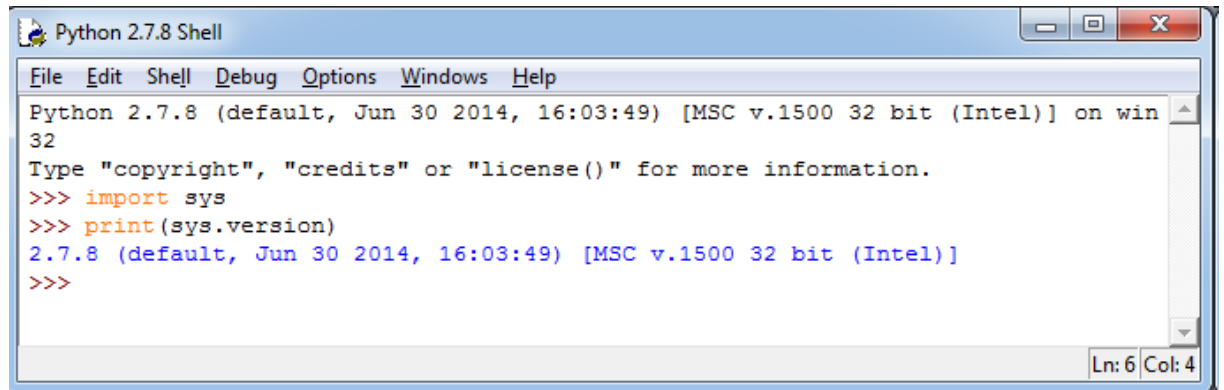 Python 2.7.8 Shell
File Edit Shell Debug Options Windows Help
Python 2.7.8 (default, Jun 30 2014, 16:03:49) [MSC v.1500 32 bit (Intel)] on win
32
Type "copyright", "credits" or "license()" for more information.
>>> import sys
>>> print(sys.version)
2.7.8 (default, Jun 30 2014, 16:03:49) [MSC v.1500 32 bit (Intel)]
>>>
Ln: 6 Col: 4